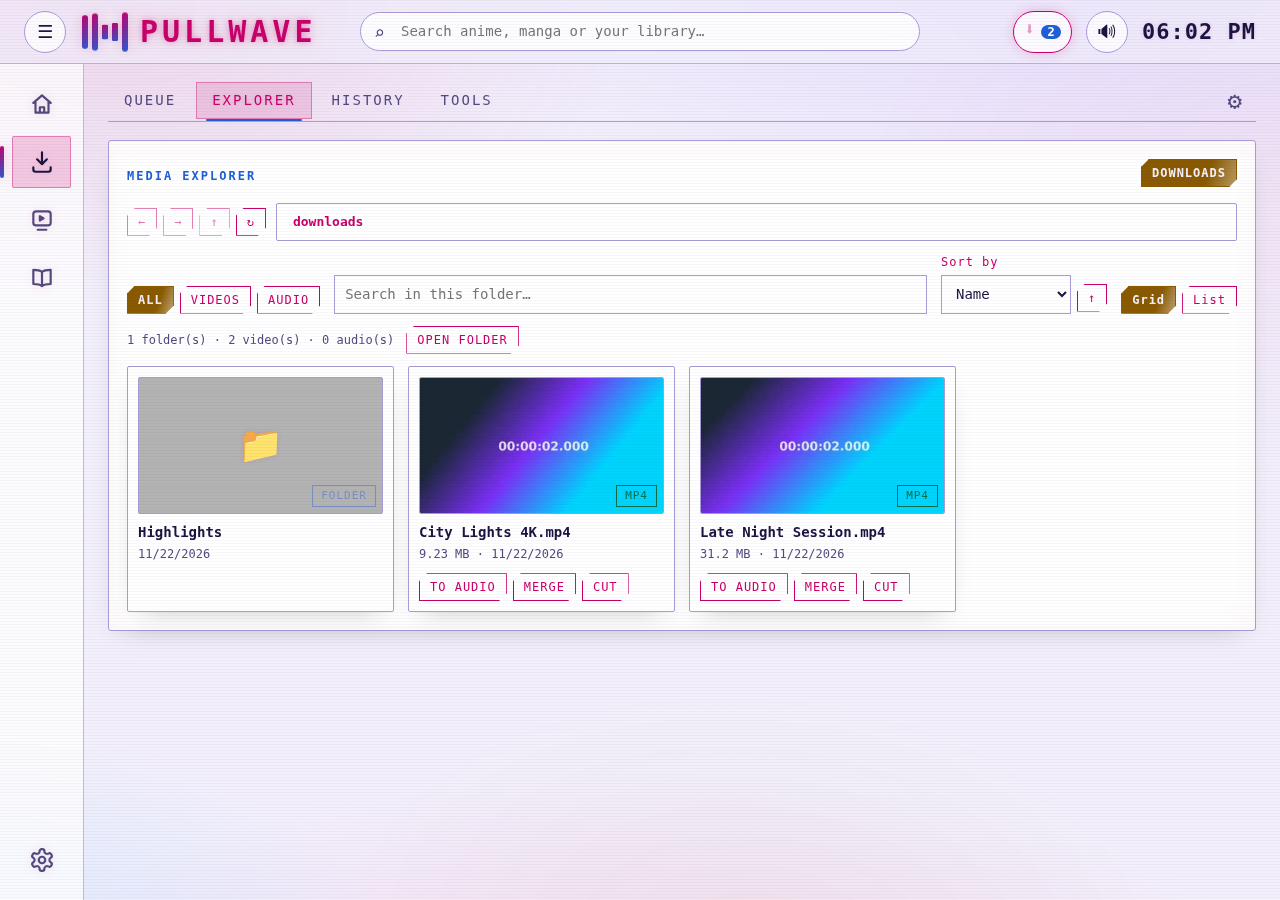 PULLWAVE
Search anime, manga or your library…
2
06:02 PM
QUEUE
EXPLORER
HISTORY
TOOLS
MEDIA EXPLORER
DOWNLOADS
downloads
Sort by
ALL
VIDEOS
AUDIO
Search in this folder…
Name
Grid
List
1 folder(s) · 2 video(s) · 0 audio(s)
OPEN FOLDER
FOLDER
Highlights
11/22/2026
00:00:02.000
MP4
City Lights 4K.mp4
9.23 MB · 11/22/2026
TO AUDIO
MERGE
CUT
00:00:02.000
MP4
Late Night Session.mp4
31.2 MB · 11/22/2026
TO AUDIO
MERGE
CUT